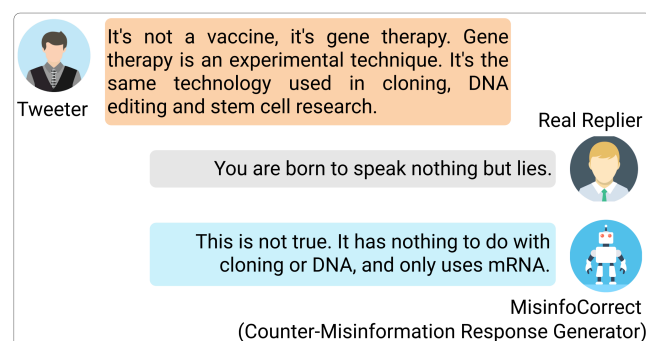 It's not a vaccine, it's gene therapy. Gene
therapy is an experimental technique. It's the
same technology used in cloning, DNA
editing and stem cell research.
Tweeter
Real Replier
You are born to speak nothing but lies.
This is not true. It has nothing to do with
cloning or DNA, and only uses mRNA.
MisinfoCorrect
(Counter-Misinformation Response Generator)